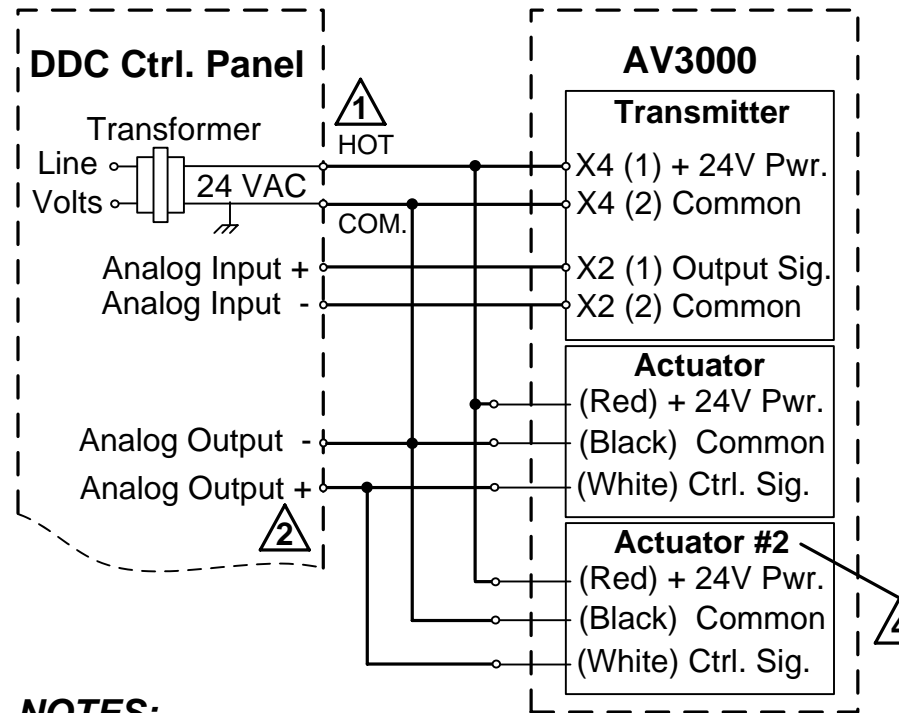 DDC Ctrl. Panel
Transformer
Line
Volts
24 VAC
1
HOT
COM.
Analog Input +
Analog Input -
Analog Output -
Analog Output +
2
AV3000
Transmitter
X4 (1) + 24V Pwr.
X4 (2) Common
X2 (1) Output Sig.
X2 (2) Common
Actuator
(Red) + 24V Pwr.
(Black) Common
(White) Ctrl. Sig.
Actuator #2
(Red) + 24V Pwr.
(Black) Common
(White) Ctrl. Sig.
NOTES: